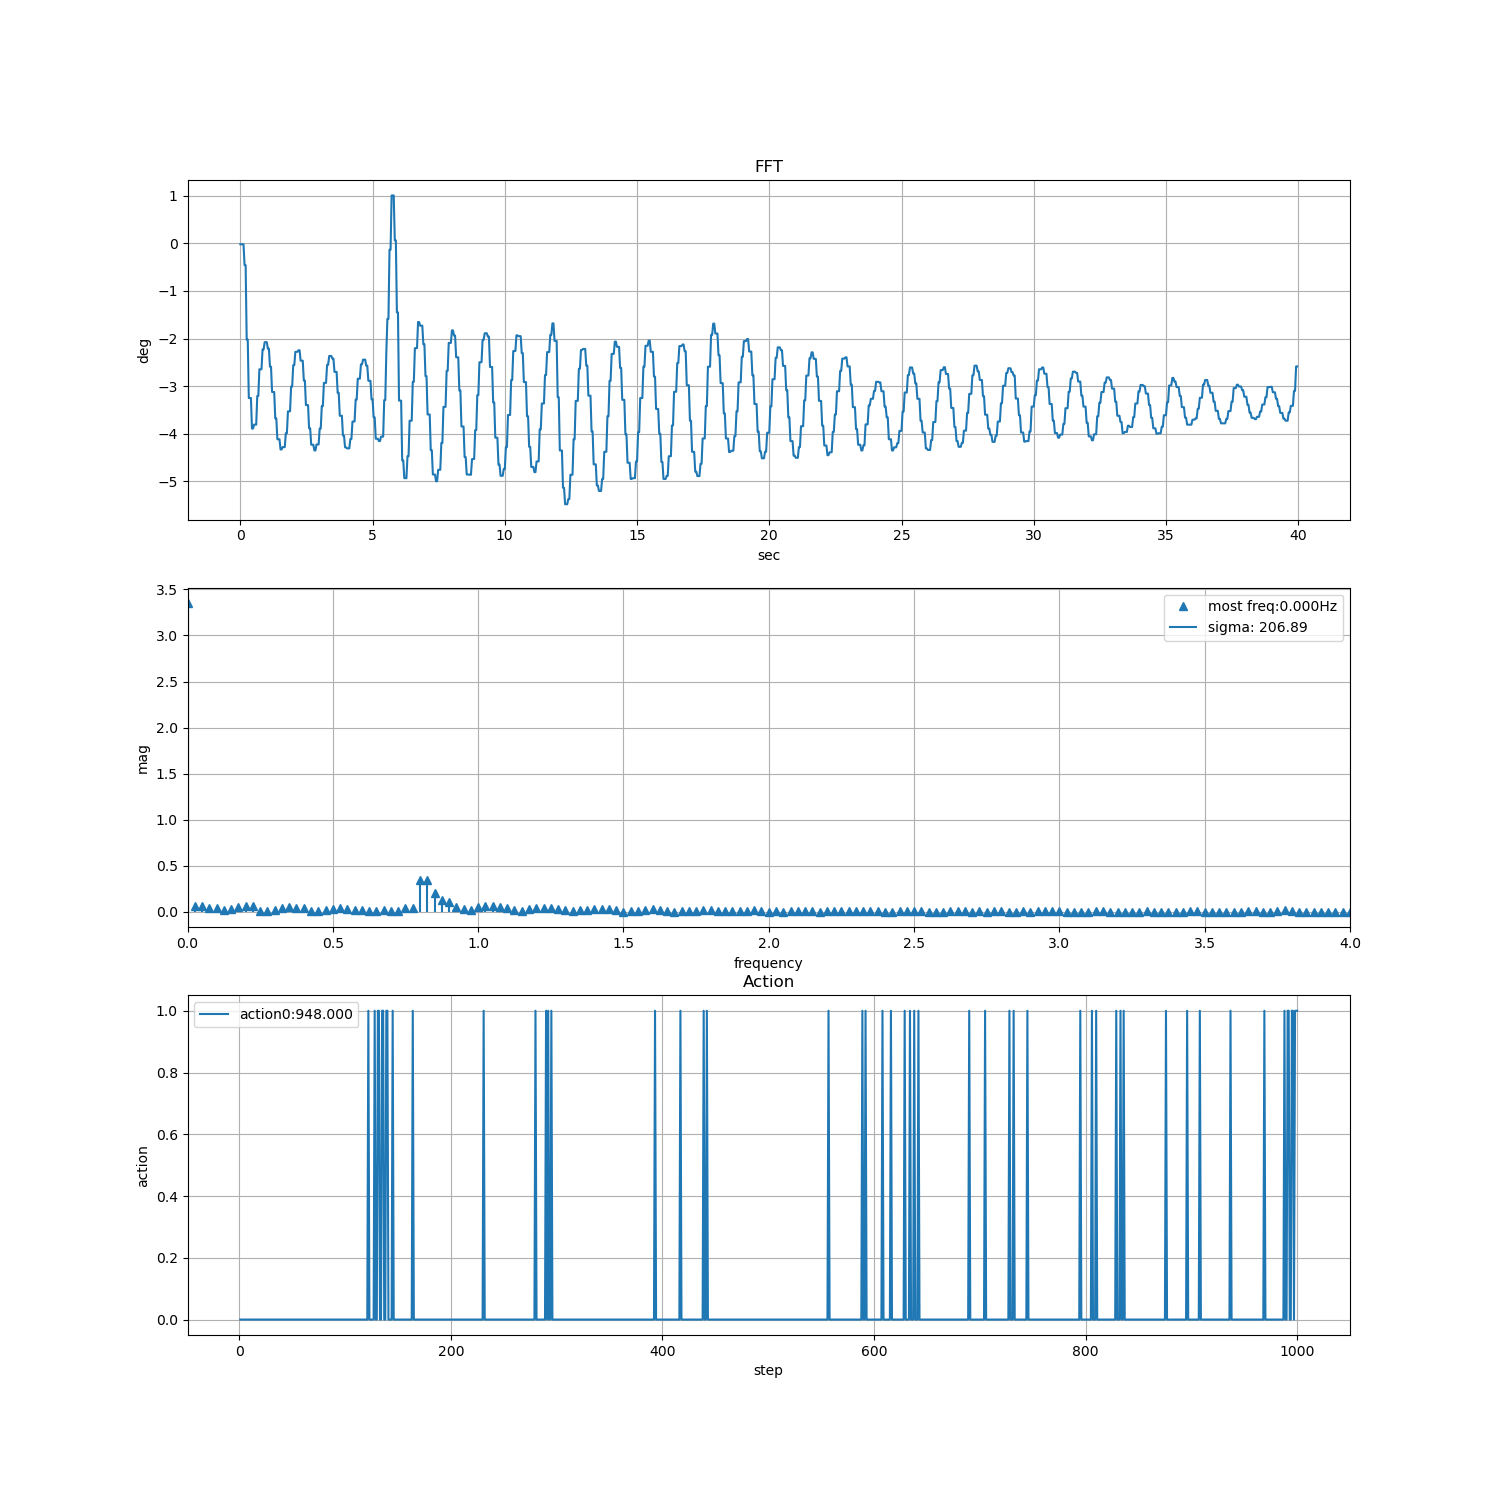 FFT
1
0
−1
−2
−3
−4
−5
deg
0 5 10 15 20 25 30 35 40
sec
3.5
3.0
2.5
2.0
1.5
1.0
0.5
0.0
mag
most freq:0.000Hz
sigma: 206.89
0.0 0.5 1.0 1.5 2.0 2.5 3.0 3.5 4.0
frequency
Action
1.0
0.8
0.6
0.4
0.2
0.0
action
action0:948.000
0 200 400 600 800 1000
step